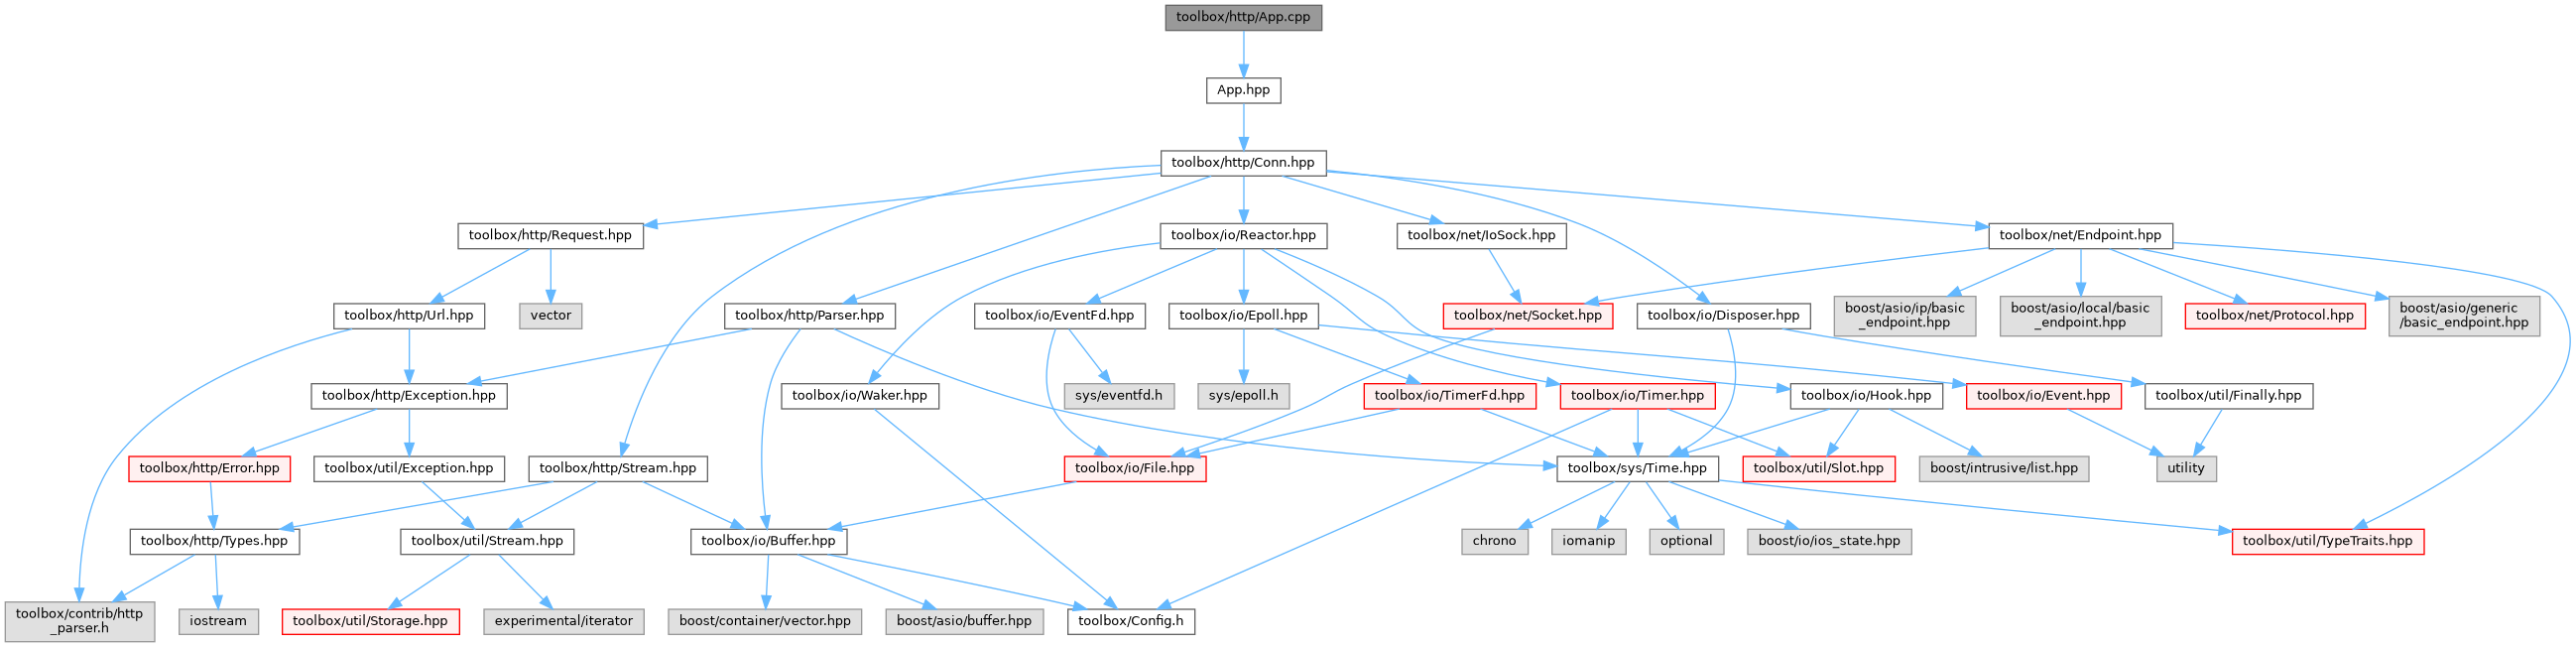 toolbox/http/App.cpp
App.hpp
toolbox/http/Conn.hpp
toolbox/http/Request.hpp
toolbox/io/Reactor.hpp
toolbox/net/IoSock.hpp
toolbox/net/Endpoint.hpp
toolbox/http/Url.hpp
vector
toolbox/http/Parser.hpp
toolbox/io/EventFd.hpp
toolbox/io/Epoll.hpp
toolbox/net/Socket.hpp
toolbox/io/Disposer.hpp
boost/asio/ip/basic
_endpoint.hpp
boost/asio/local/basic
_endpoint.hpp
toolbox/net/Protocol.hpp
boost/asio/generic
/basic_endpoint.hpp
toolbox/http/Exception.hpp
toolbox/io/Waker.hpp
sys/eventfd.h
sys/epoll.h
toolbox/io/TimerFd.hpp
toolbox/io/Timer.hpp
toolbox/io/Hook.hpp
toolbox/io/Event.hpp
toolbox/util/Finally.hpp
toolbox/http/Error.hpp
toolbox/util/Exception.hpp
toolbox/http/Stream.hpp
toolbox/io/File.hpp
toolbox/sys/Time.hpp
toolbox/util/Slot.hpp
boost/intrusive/list.hpp
utility
toolbox/http/Types.hpp
toolbox/util/Stream.hpp
toolbox/io/Buffer.hpp
chrono
iomanip
optional
boost/io/ios_state.hpp
toolbox/util/TypeTraits.hpp
toolbox/contrib/http
_parser.h
iostream
toolbox/util/Storage.hpp
experimental/iterator
boost/container/vector.hpp
boost/asio/buffer.hpp
toolbox/Config.h